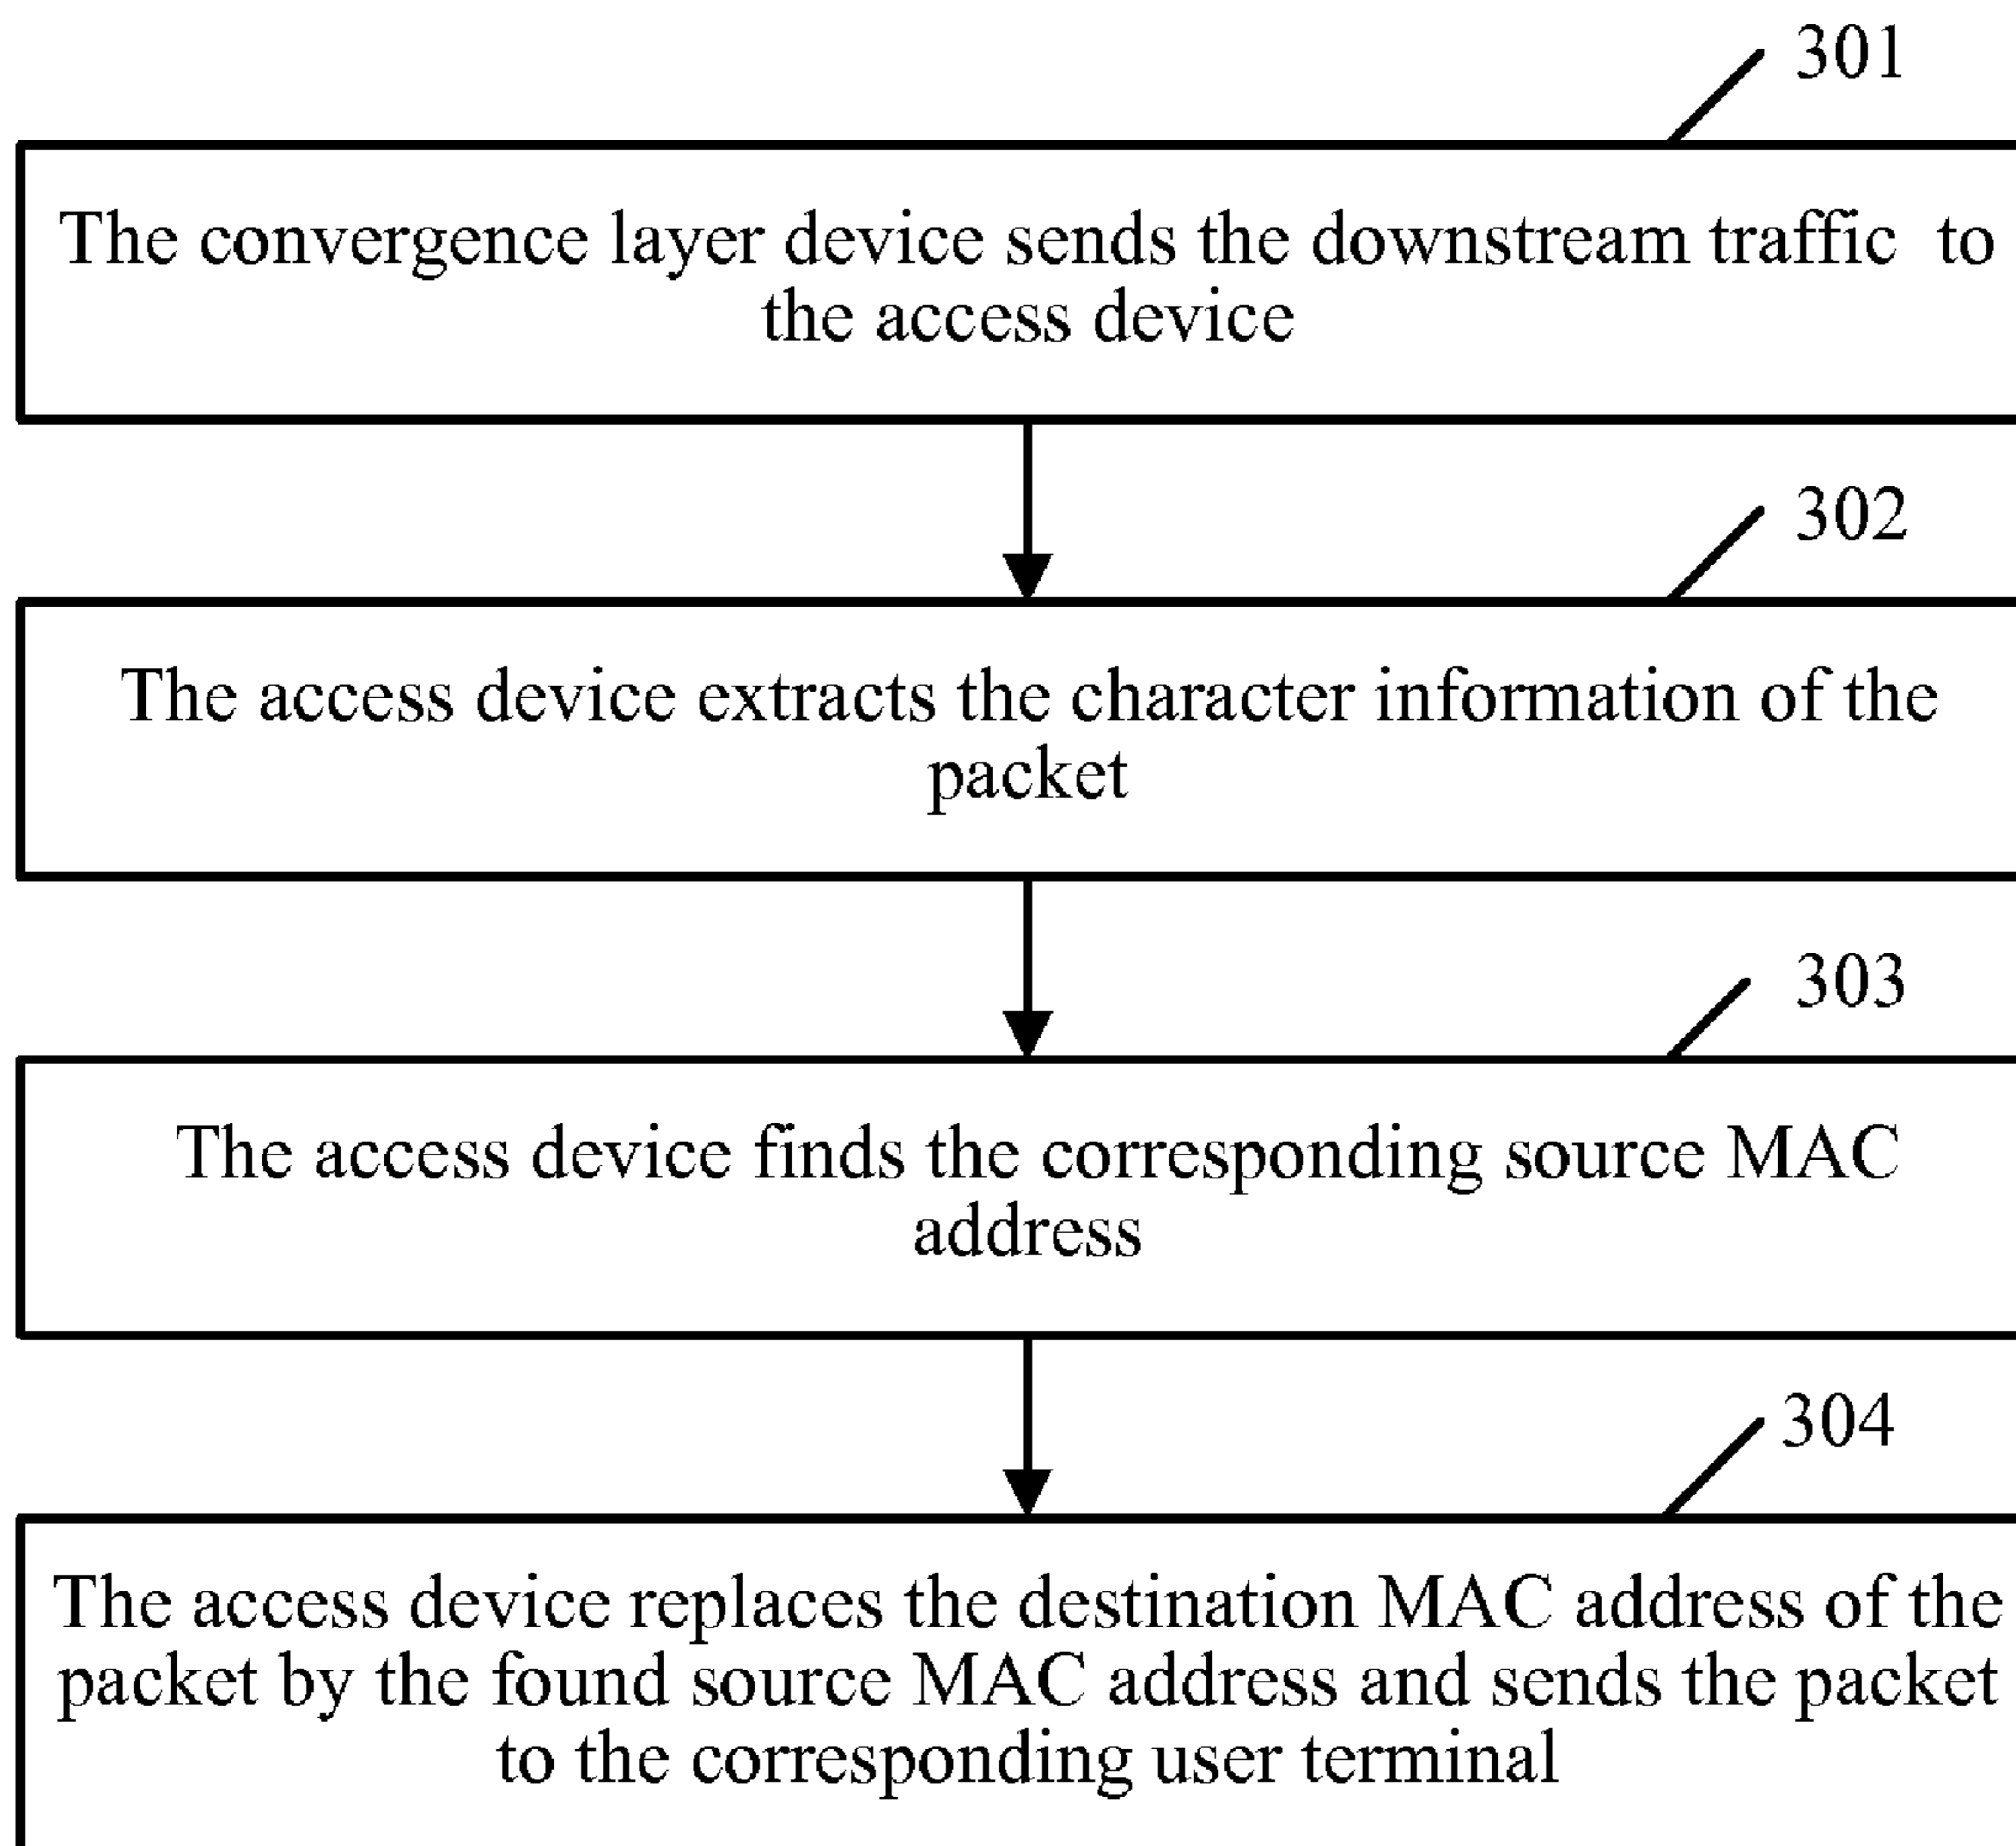 301
The convergence layer device sends the downstream traffic to
the access device
302
The access device extracts the character information of the
packet
303
The access device finds the corresponding source MAC
address
304
The access device replaces the destination MAC address of the
packet by the found source MAC address and sends the packet
to the corresponding user terminal